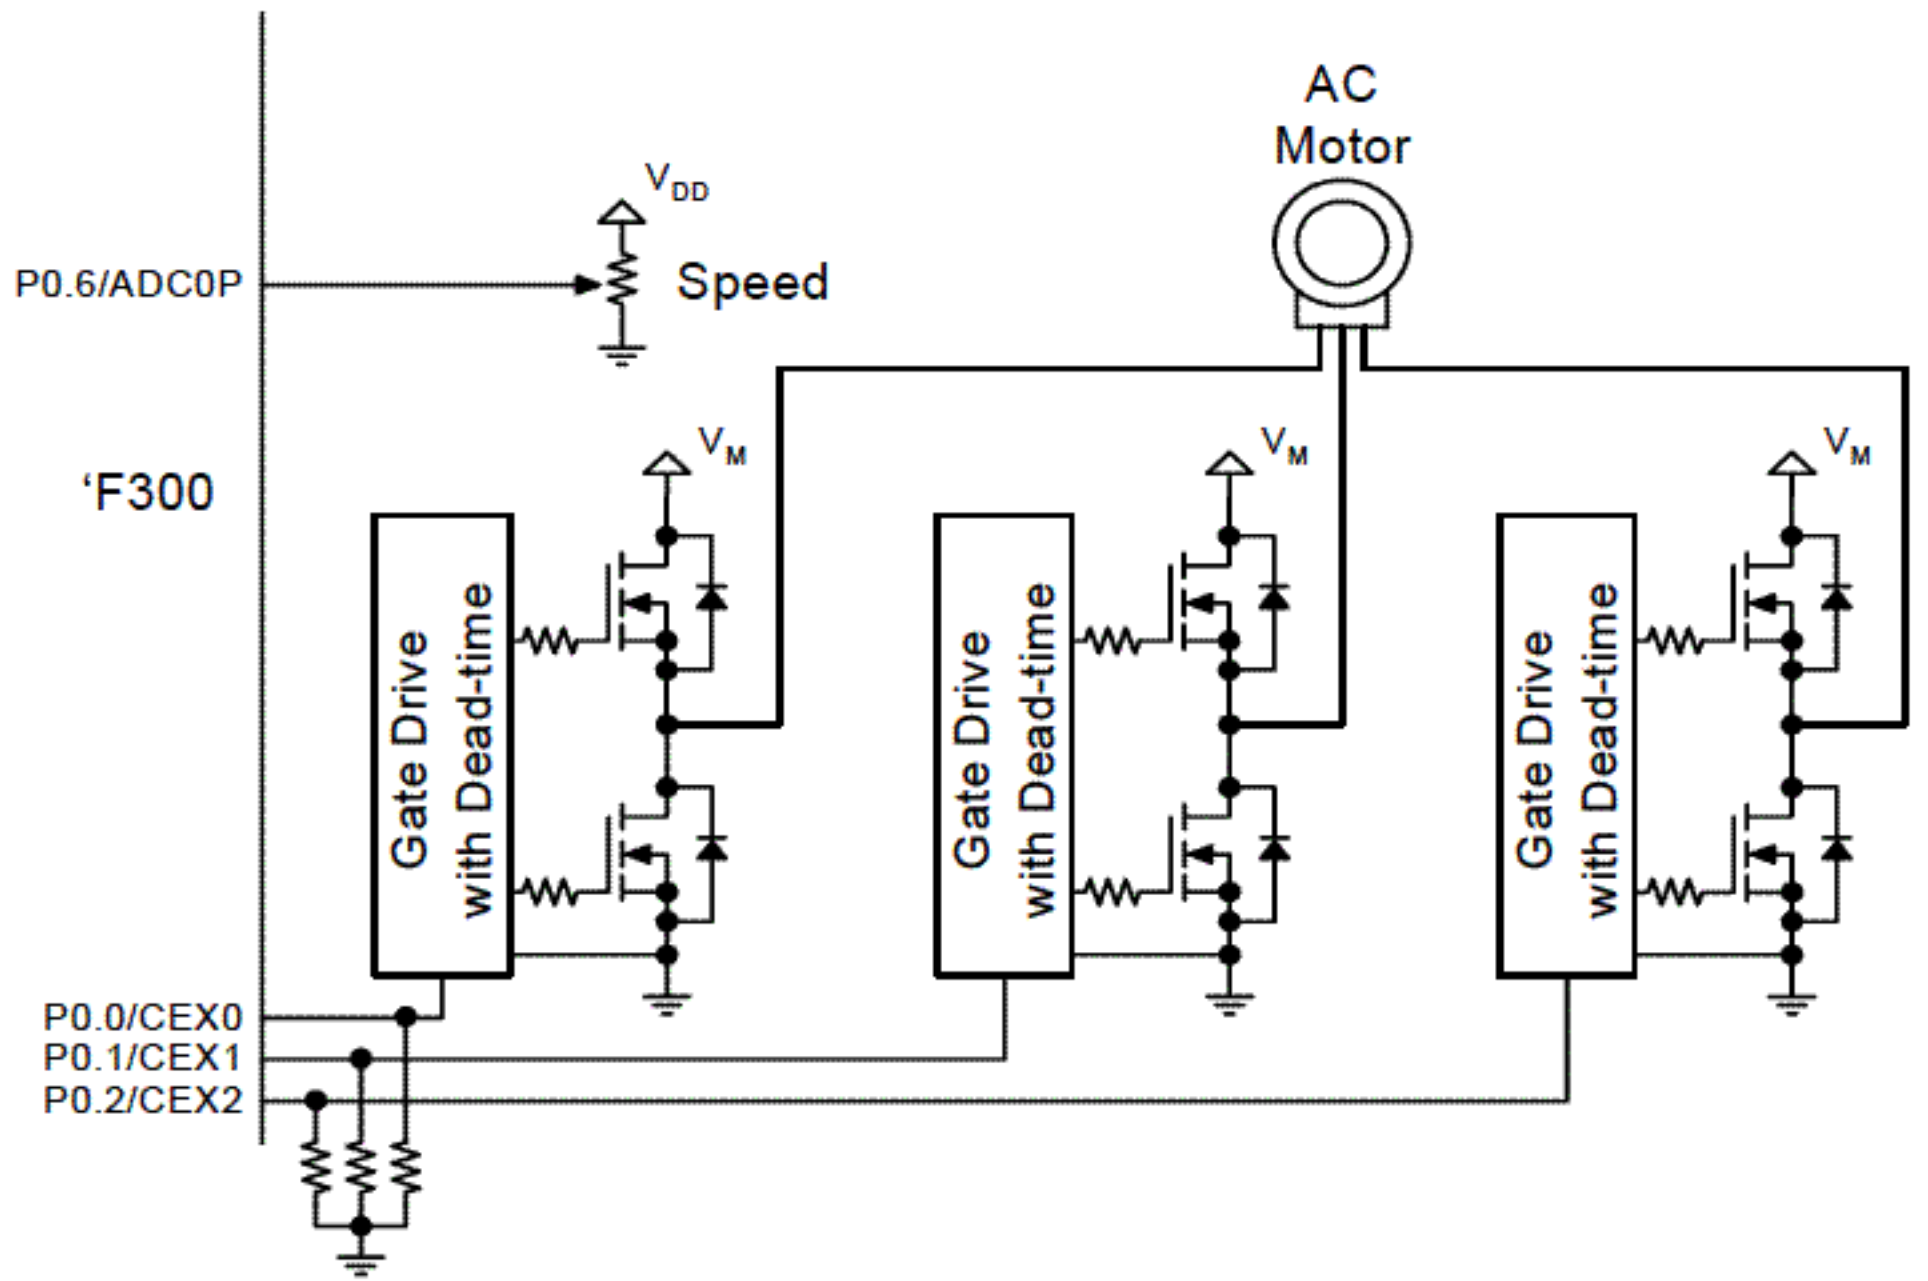 AC
Motor
VDD
P0.6/ADC0P
Speed
VM
VM
VM
‘F300
Gate Drive
with Dead-time
Gate Drive
with Dead-time
Gate Drive
with Dead-time
P0.0/CEX0
P0.1/CEX1
P0.2/CEX2